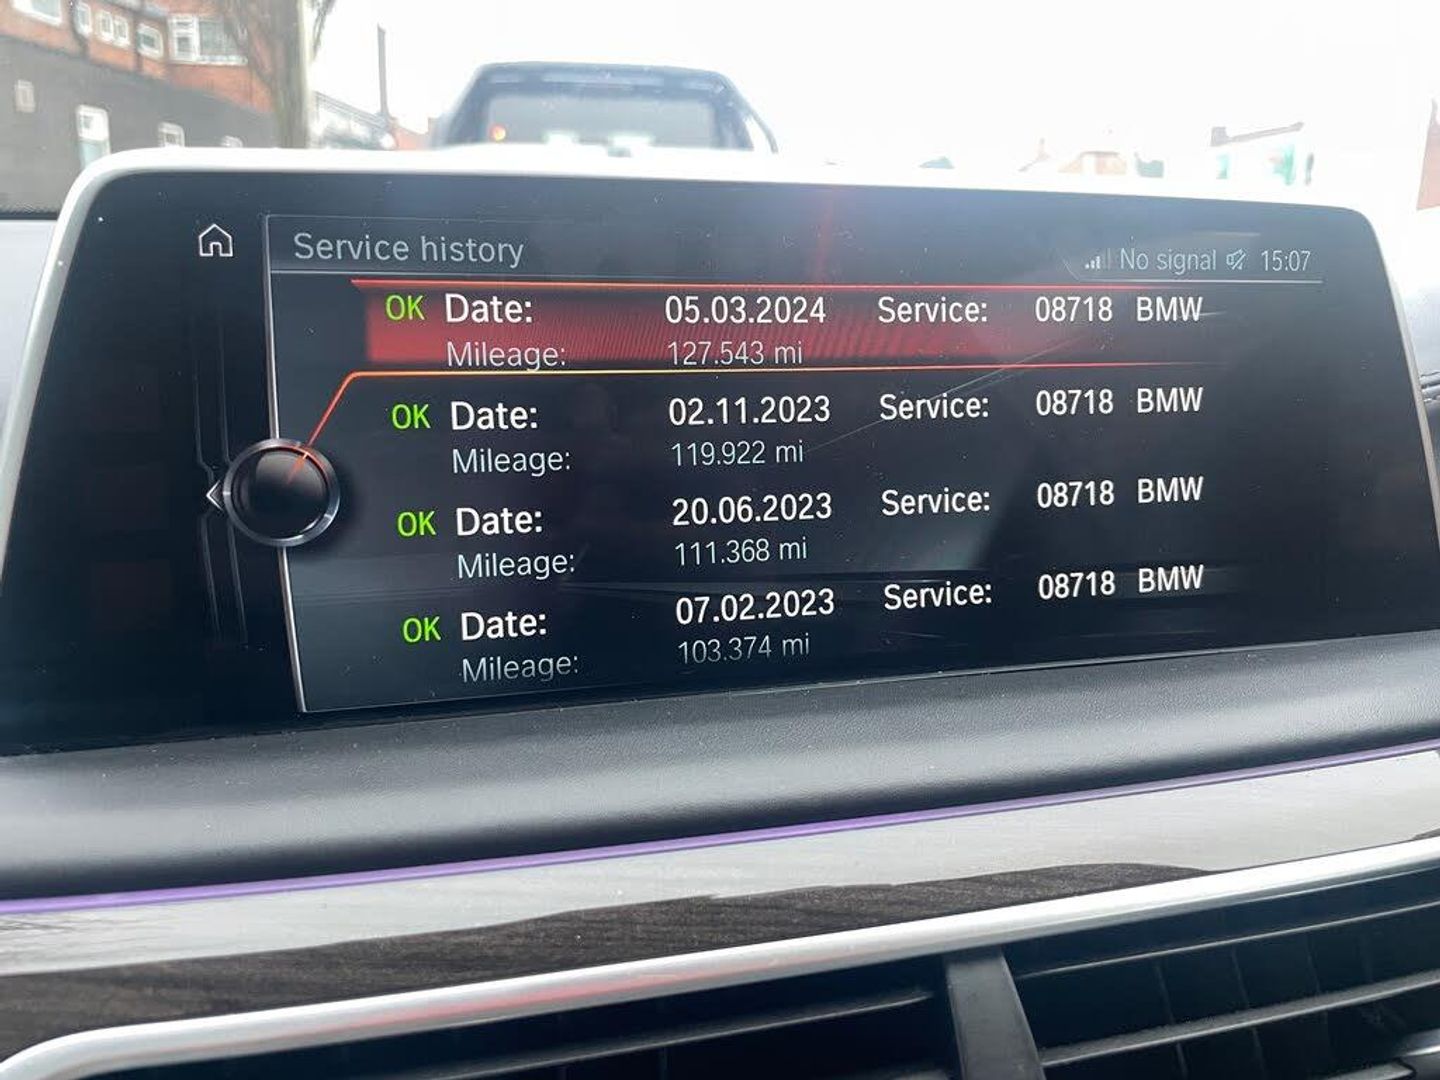 Service history No signal 15:07
OK Date: 05.03.2024 Service: 08718 BMW
Mileage: 127.543 mi
OK Date: 02.11.2023 Service: 08718 BMW
Mileage: 119.922 mi
OK Date: 20.06.2023 Service: 08718 BMW
Mileage: 111.368 mi
OK Date: 07.02.2023 Service: 08718 BMW
Mileage: 103.374 mi